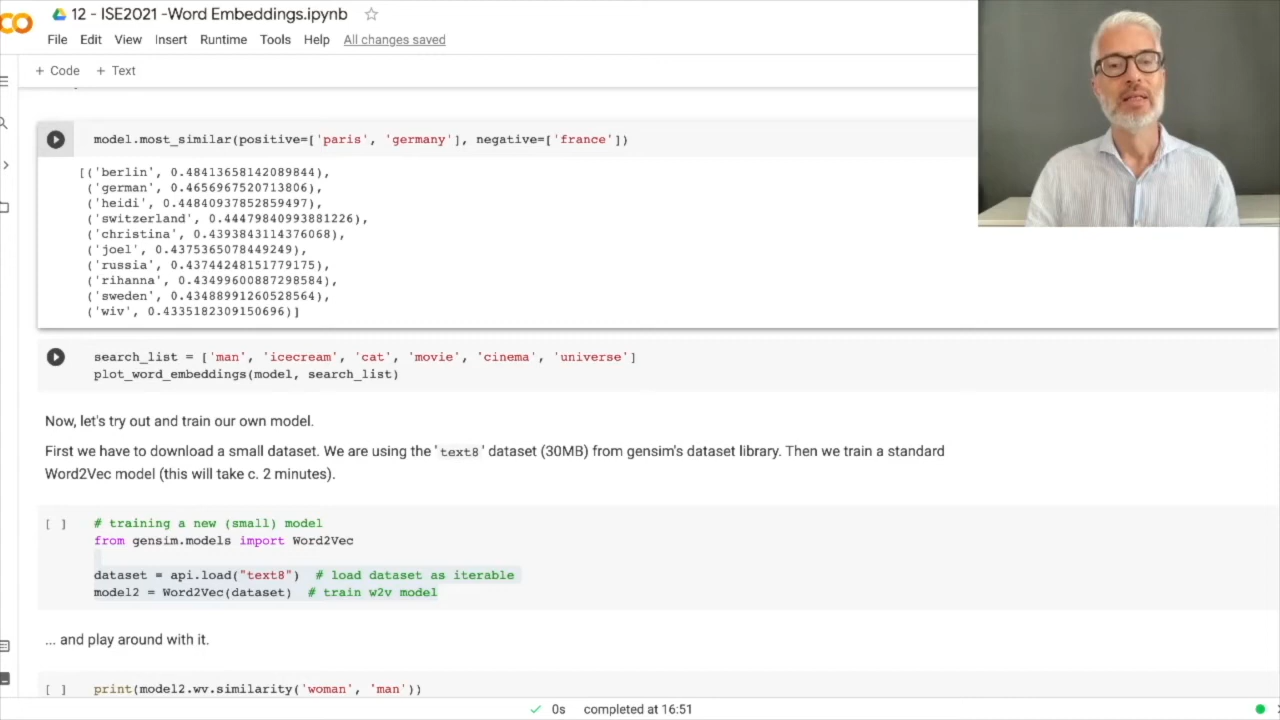 CO
12 - ISE2021 -Word Embeddings.ipynb
File Edit View Insert Runtime Tools Help All changes saved
+ Code + Text
model.most_similar(positive=['paris', 'germany'], negative=['france'])
[('berlin', 0.48413658142089844),
('german', 0.4656967520713806),
('heidi', 0.44840937852859497),
('switzerland', 0.44479840993881226),
('christina', 0.4393843114376068),
('joel', 0.4375365078449249),
('russia', 0.43744248151779175),
('rihanna', 0.43499600887298584),
('sweden', 0.43488991260528564),
('wiv', 0.4335182309150696)]
search_list = ['man', 'icecream', 'cat', 'movie', 'cinema', 'universe']
plot_word_embeddings(model, search_list)
Now, let's try out and train our own model.
First we have to download a small dataset. We are using the 'text8' dataset (30MB) from gensim's dataset library. Then we train a standard
Word2Vec model (this will take c. 2 minutes).
[ ] # training a new (small) model
from gensim.models import Word2Vec
dataset = api.load("text8") # load dataset as iterable
model2 = Word2Vec(dataset) # train w2v model
... and play around with it.
[ ] print(model2.wv.similarity('woman', 'man'))
0s completed at 16:51